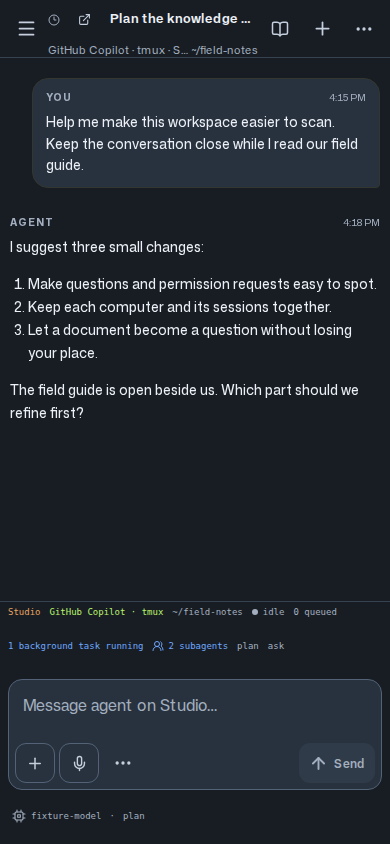 Plan the knowledge ...
GitHub Copilot · tmux · S... ~/field-notes
YOU 4:15 PM
Help me make this workspace easier to scan.
Keep the conversation close while I read our field
guide.
AGENT 4:18 PM
I suggest three small changes:
1. Make questions and permission requests easy to spot.
2. Keep each computer and its sessions together.
3. Let a document become a question without losing
your place.
The field guide is open beside us. Which part should we
refine first?
Studio GitHub Copilot · tmux ~/field-notes idle 0 queued
1 background task running 2 subagents plan ask
Message agent on Studio...
Send
fixture-model · plan